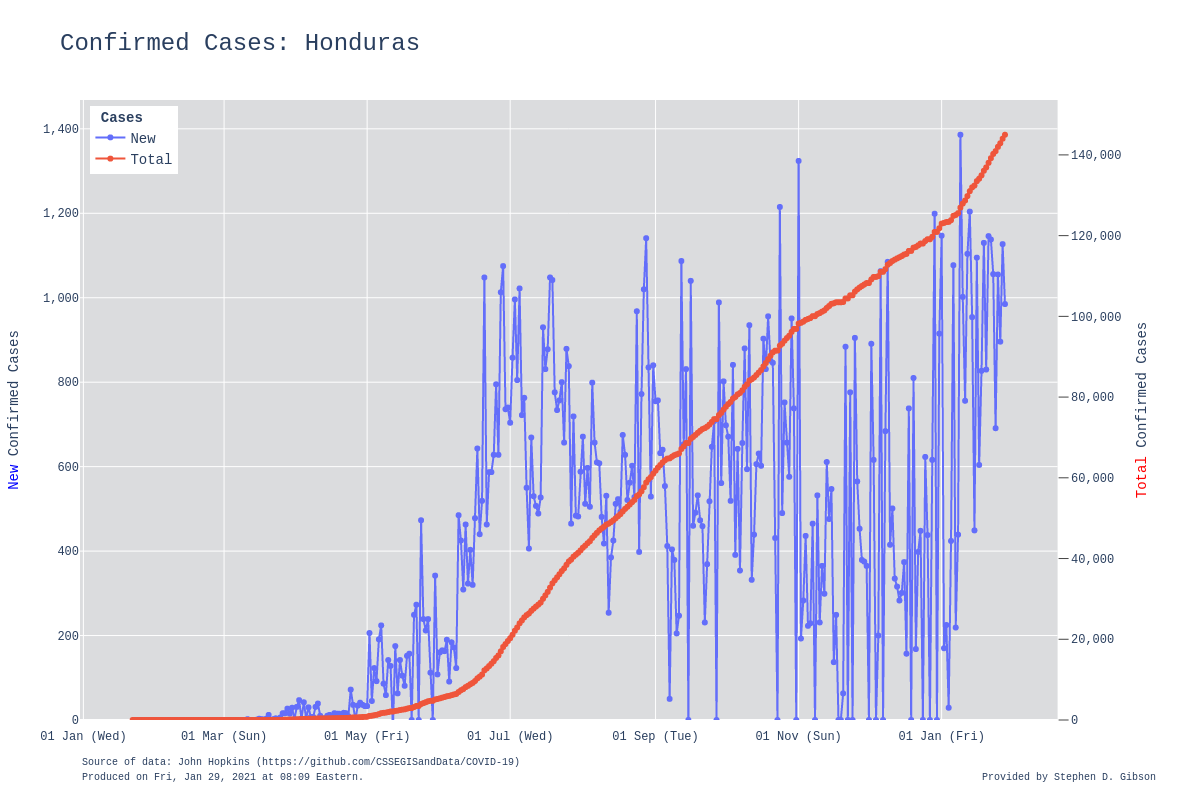 Confirmed Cases: Honduras
Cases
New
Total
1,400
1,200
1,000
800
600
400
200
0
140,000
120,000
100,000
80,000
60,000
40,000
20,000
0
New Confirmed Cases
Total Confirmed Cases
01 Jan (Wed)
01 Mar (Sun)
01 May (Fri)
01 Jul (Wed)
01 Sep (Tue)
01 Nov (Sun)
01 Jan (Fri)
Source of data: John Hopkins (https://github.com/CSSEGISandData/COVID-19)
Produced on Fri, Jan 29, 2021 at 08:09 Eastern.
Provided by Stephen D. Gibson